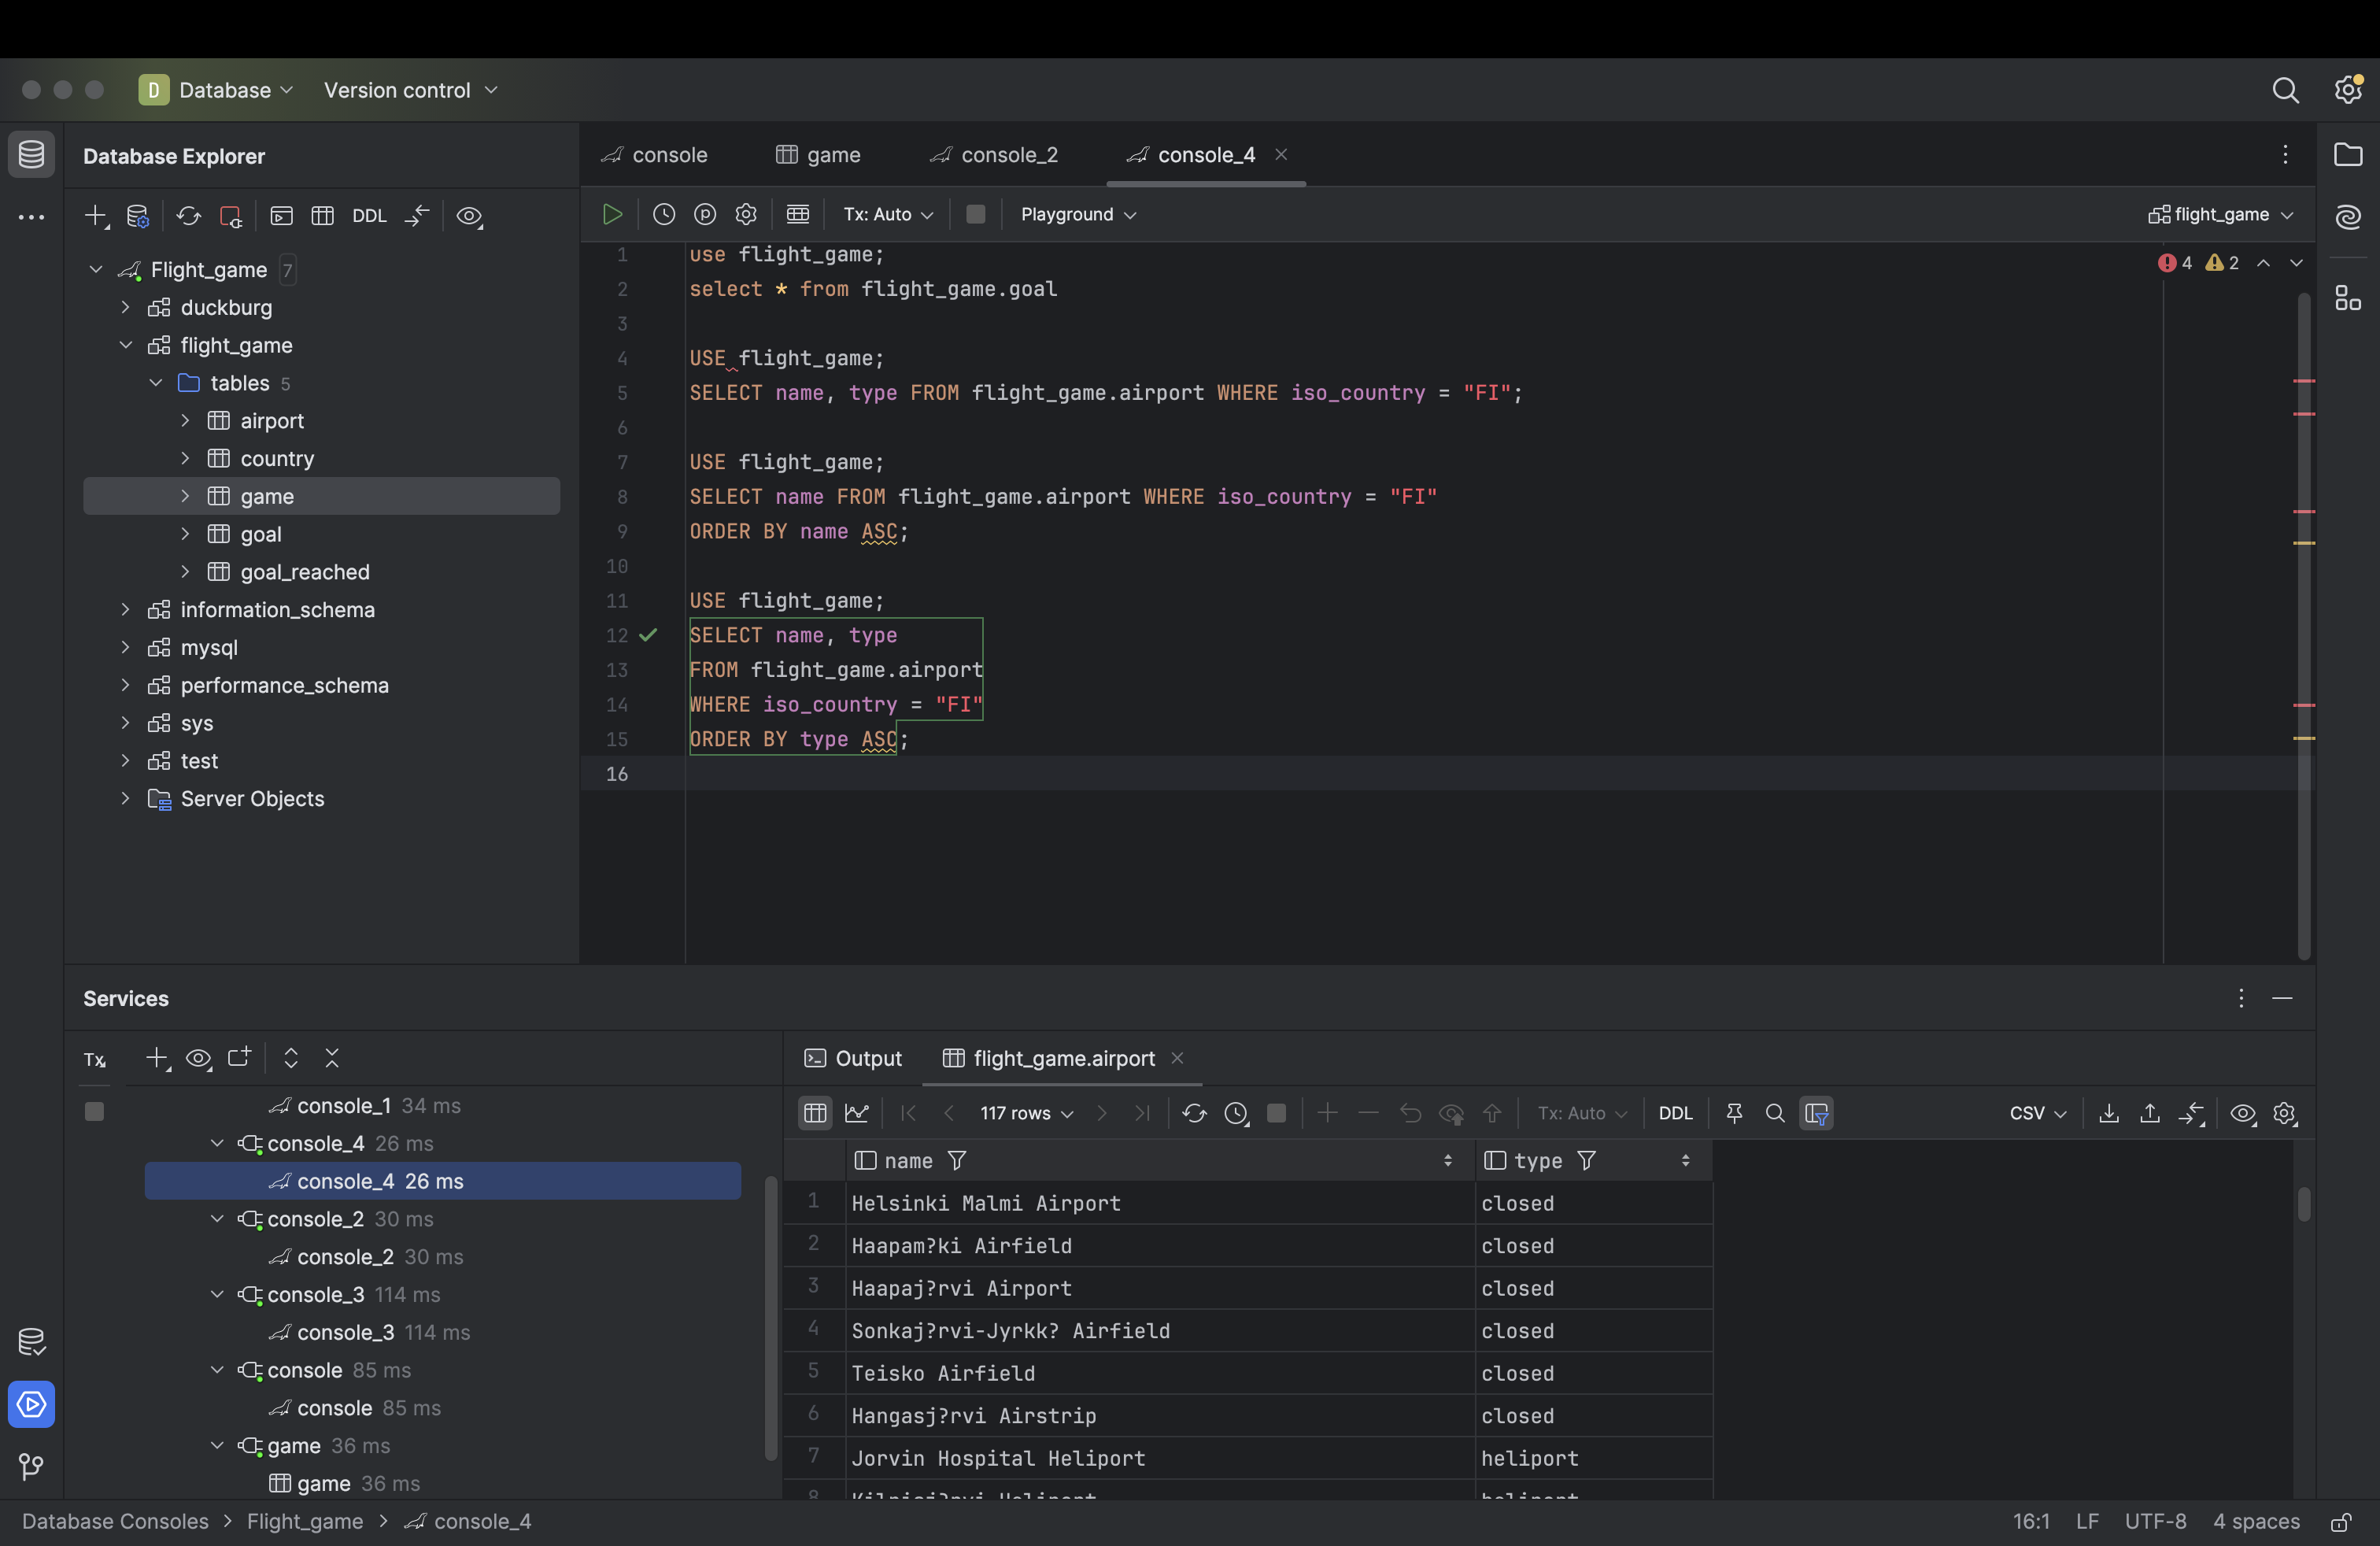 D Database Version control
Database Explorer
DDL
Flight_game 7
duckburg
flight_game
tables 5
airport
country
game
goal
goal_reached
information_schema
mysql
performance_schema
sys
test
Server Objects
console game console_2 console_4
Tx: Auto Playground flight_game
4 2
1 use flight_game;
2 select * from flight_game.goal
3
4 USE flight_game;
5 SELECT name, type FROM flight_game.airport WHERE iso_country = "FI";
6
7 USE flight_game;
8 SELECT name FROM flight_game.airport WHERE iso_country = "FI"
9 ORDER BY name ASC;
10
11 USE flight_game;
12 SELECT name, type
13 FROM flight_game.airport
14 WHERE iso_country = "FI"
15 ORDER BY type ASC;
16
Services
Tx
console_1 34 ms
console_4 26 ms
console_4 26 ms
console_2 30 ms
console_2 30 ms
console_3 114 ms
console_3 114 ms
console 85 ms
console 85 ms
game 36 ms
game 36 ms
Output flight_game.airport
117 rows Tx: Auto DDL CSV
name type
1 Helsinki Malmi Airport closed
2 Haapam?ki Airfield closed
3 Haapaj?rvi Airport closed
4 Sonkaj?rvi-Jyrkk? Airfield closed
5 Teisko Airfield closed
6 Hangasj?rvi Airstrip closed
7 Jorvin Hospital Heliport heliport
8 Kilpisj?rvi Heliport heliport
Database Consoles > Flight_game > console_4
16:1 LF UTF-8 4 spaces